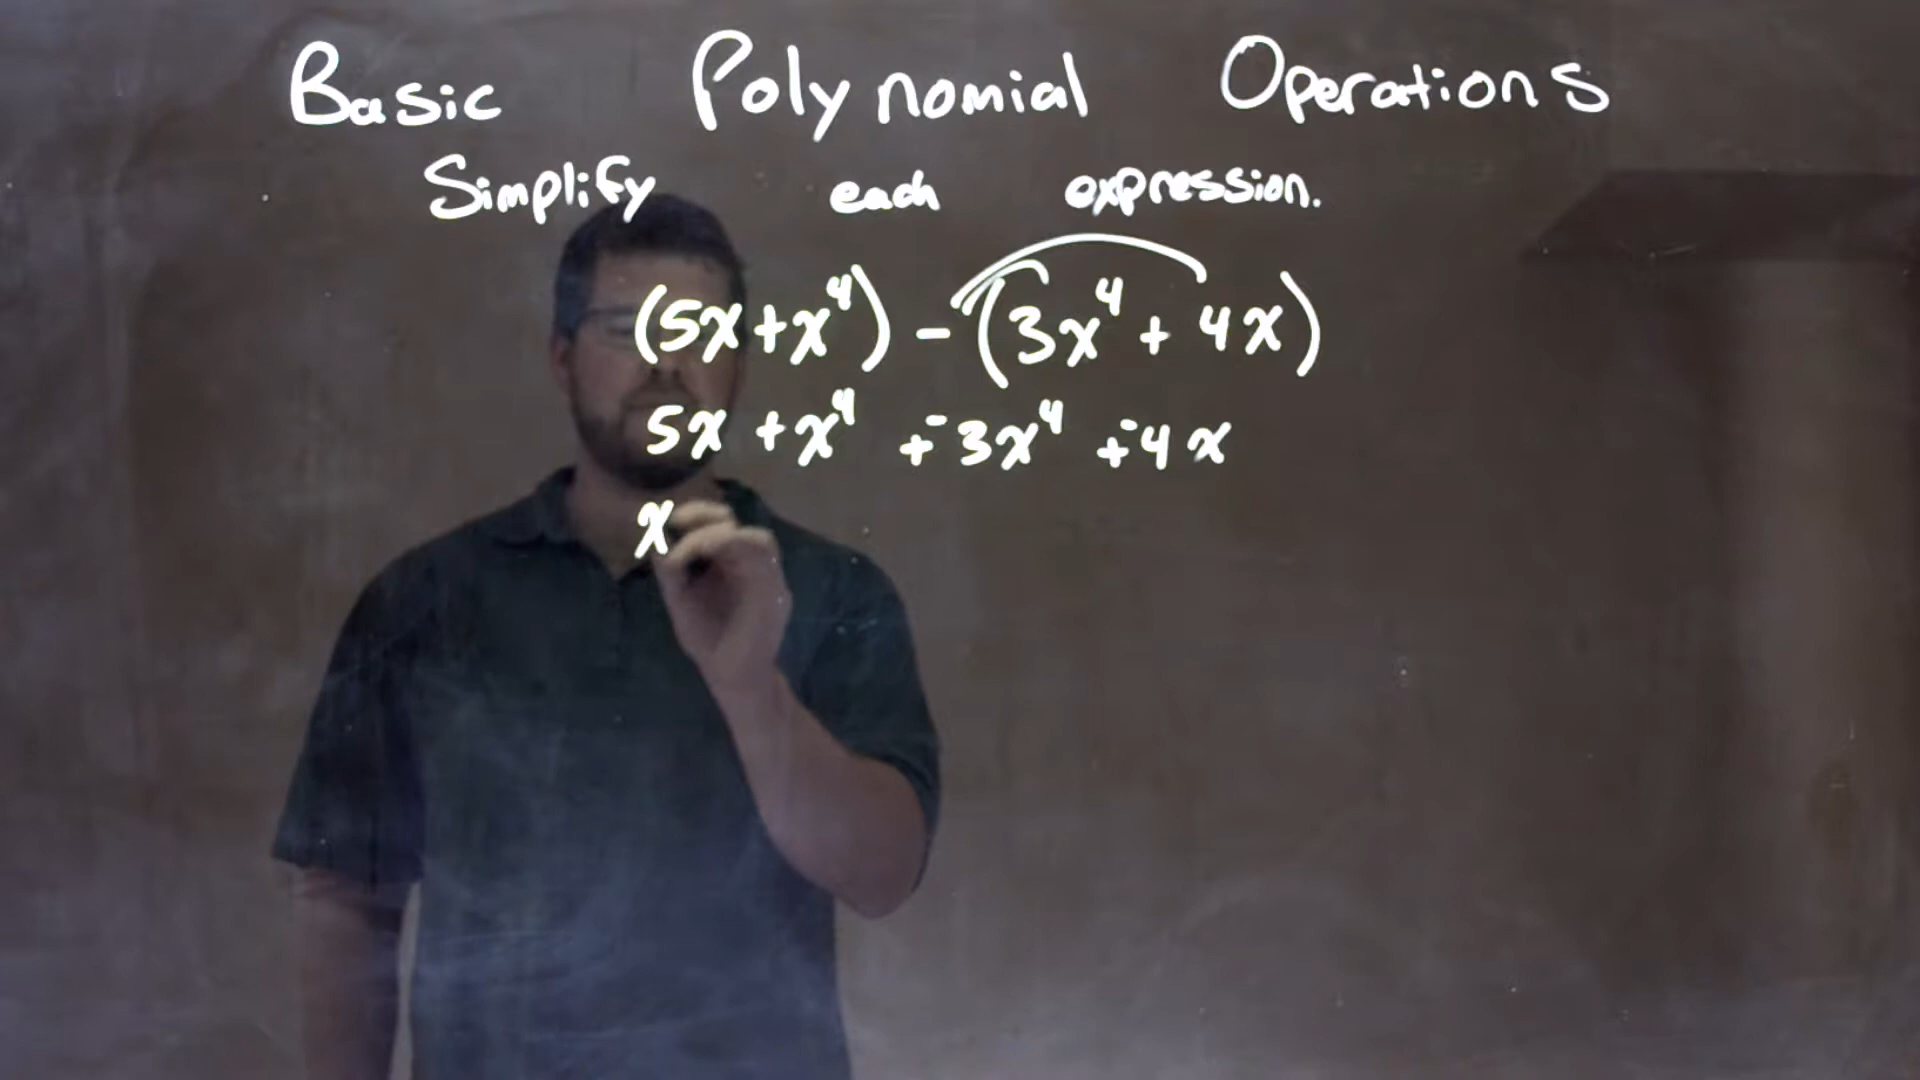 Basic Polynomial Operations
Simplify each expression.
(5x+x⁴) - (3x⁴ + 4x)
5x + x⁴ + -3x⁴ + -4x
x